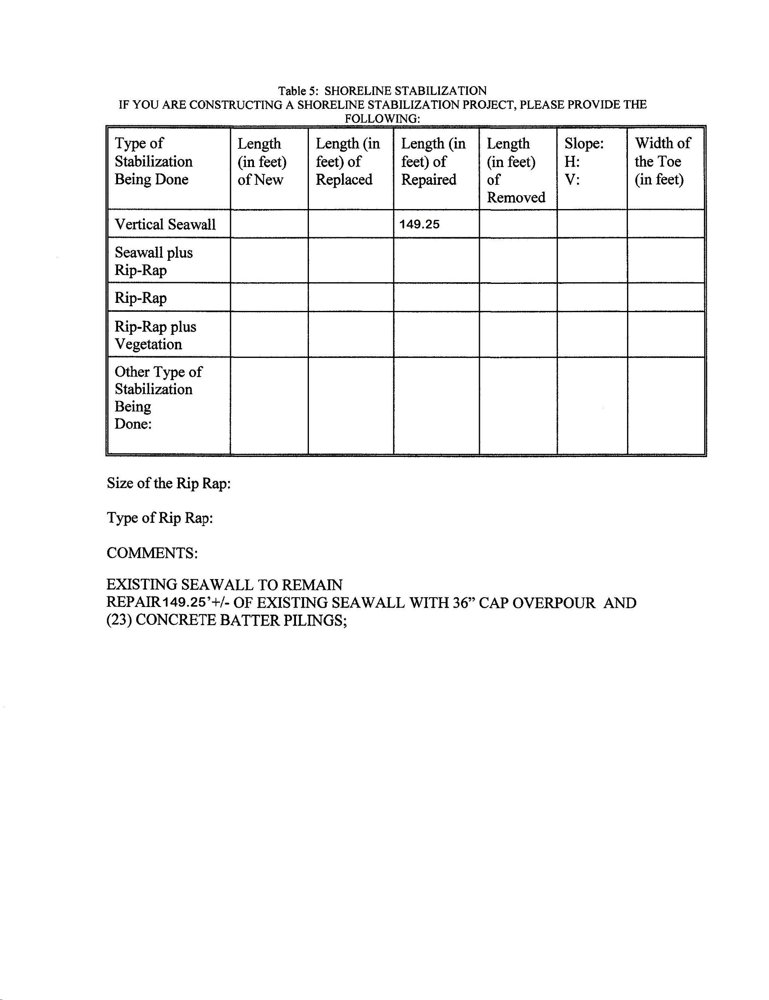 Table 5: SHORELINE STABILIZATION
IF YOU ARE CONSTRUCTING A SHORELINE STABILIZATION PROJECT, PLEASE PROVIDE THE
FOLLOWING:
Type of
Stabilization
Being Done
Length
(in feet)
of New
Length (in
feet) of
Replaced
Length (in
feet) of
Repaired
Length
(in feet)
of
Removed
Slope:
H:
V:
Width of
the Toe
(in feet)
Vertical Seawall
149.25
Seawall plus
Rip-Rap
Rip-Rap
Rip-Rap plus
Vegetation
Other Type of
Stabilization
Being
Done:
Size of the Rip Rap:
Type of Rip Rap:
COMMENTS:
EXISTING SEAWALL TO REMAIN
REPAIR149.25’+/- OF EXISTING SEAWALL WITH 36” CAP OVERPOUR  AND
(23) CONCRETE BATTER PILINGS;